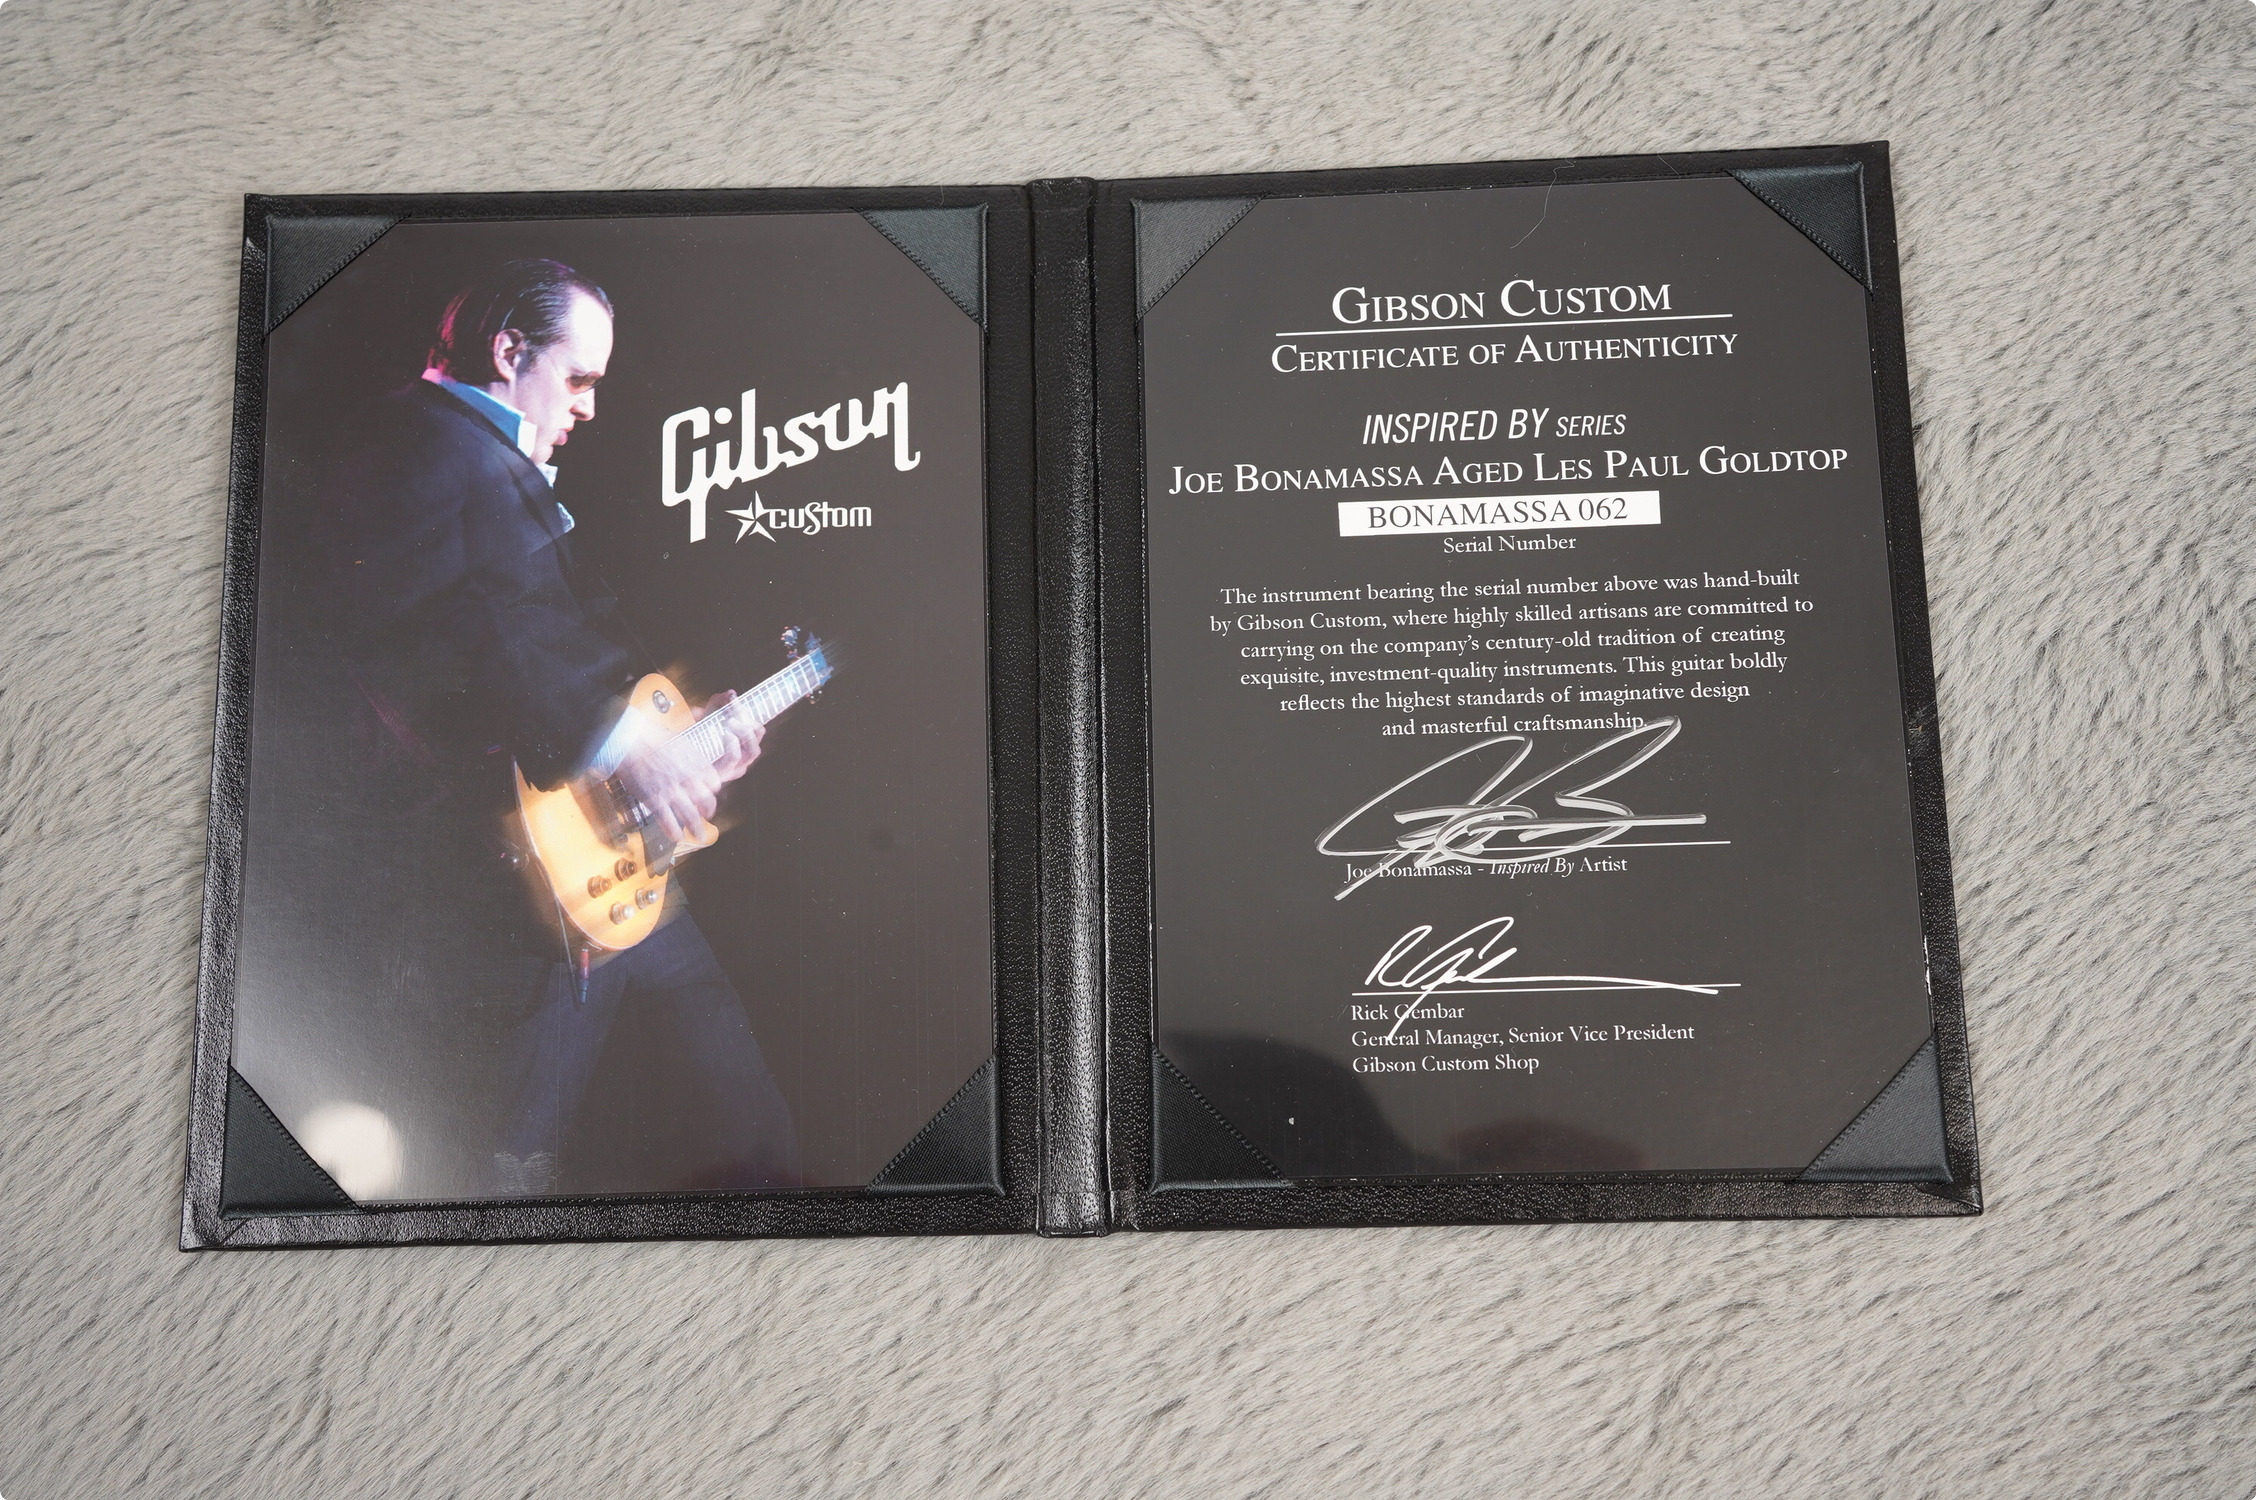 Gibson
custom
GIBSON CUSTOM
CERTIFICATE OF AUTHENTICITY
INSPIRED BY SERIES
JOE BONAMASSA AGED LES PAUL GOLDTOP
BONAMASSA 062
Serial Number
The instrument bearing the serial number above was hand-built
by Gibson Custom, where highly skilled artisans are committed to
carrying on the company's century-old tradition of creating
exquisite, investment-quality instruments. This guitar boldly
reflects the highest standards of imaginative design
and masterful craftsmanship.
Joe Bonamassa - Inspired By Artist
Rick Gembar
General Manager, Senior Vice President
Gibson Custom Shop